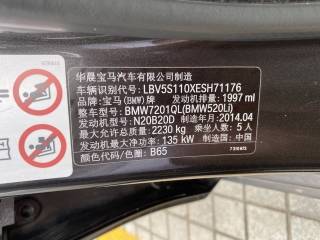 华晨宝马汽车有限公司制造
车辆识别代号: LBV5S110XESH71176
品牌: 宝马(BMW)牌 发动机排量: 1997 ml
整车型号: BMW7201QL(BMW520Li)
发动机型号: N20B20D 制造年月: 2014.04
最大允许总质量: 2230 kg 乘坐人数: 5 人
发动机最大净功率: 135 kW 制造国: 中国
颜色代码/色圈: B65